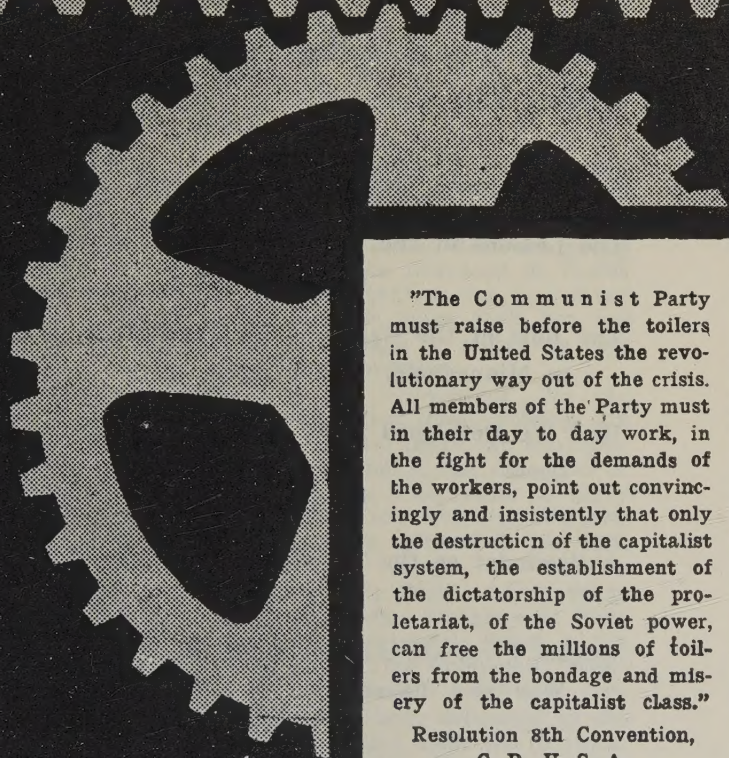 "The Communist Party
must raise before the toilers
in the United States the revo-
lutionary way out of the crisis.
All members of the Party must
in their day to day work, in
the fight for the demands of
the workers, point out convinc-
ingly and insistently that only
the destruction of the capitalist
system, the establishment of
the dictatorship of the pro-
letariat, of the Soviet power,
can free the millions of toil-
ers from the bondage and mis-
ery of the capitalist class."
Resolution 8th Convention,
C. P. U. S. A.